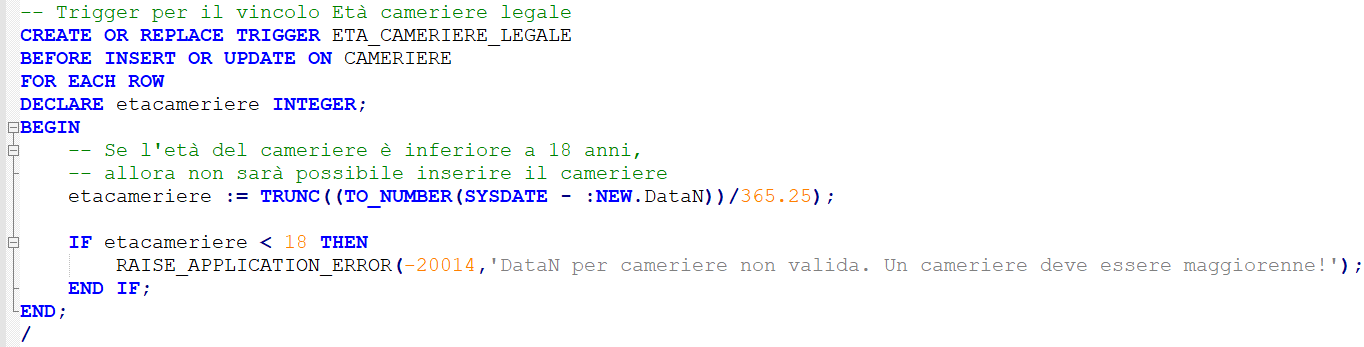 -- Trigger per il vincolo Età cameriere legale
CREATE OR REPLACE TRIGGER ETA_CAMERIERE_LEGALE
BEFORE INSERT OR UPDATE ON CAMERIERE
FOR EACH ROW
DECLARE etacameriere INTEGER;
BEGIN
    -- Se l'età del cameriere è inferiore a 18 anni,
    -- allora non sarà possibile inserire il cameriere
    etacameriere := TRUNC((TO_NUMBER(SYSDATE - :NEW.DataN))/365.25);

    IF etacameriere < 18 THEN
        RAISE_APPLICATION_ERROR(-20014,'DataN per cameriere non valida. Un cameriere deve essere maggiorenne!');
    END IF;
END;
/